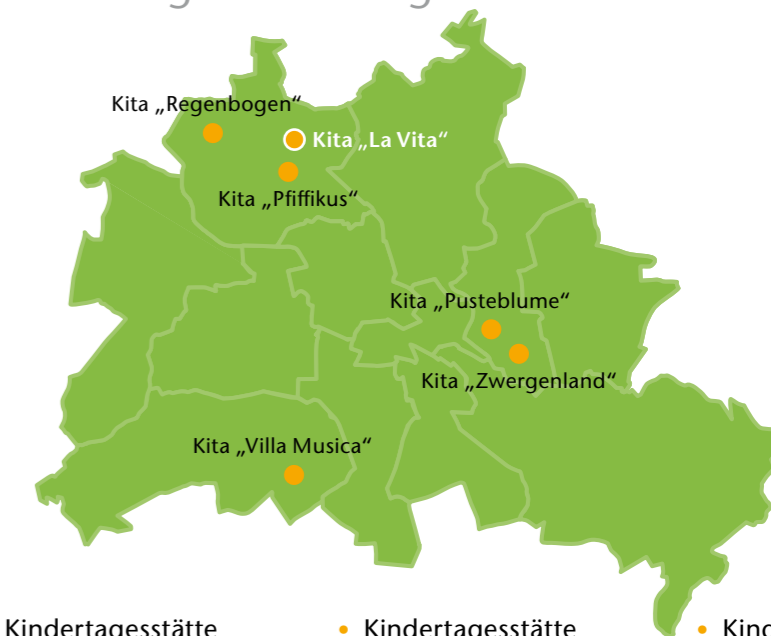 Kita „Regenbogen“
Kita „La Vita“
Kita „Pfiffikus“
Kita „Pusteblume“
Kita „Zwergenland“
Kita „Villa Musica“
Kindertagesstätte
• Kindertagesstätte